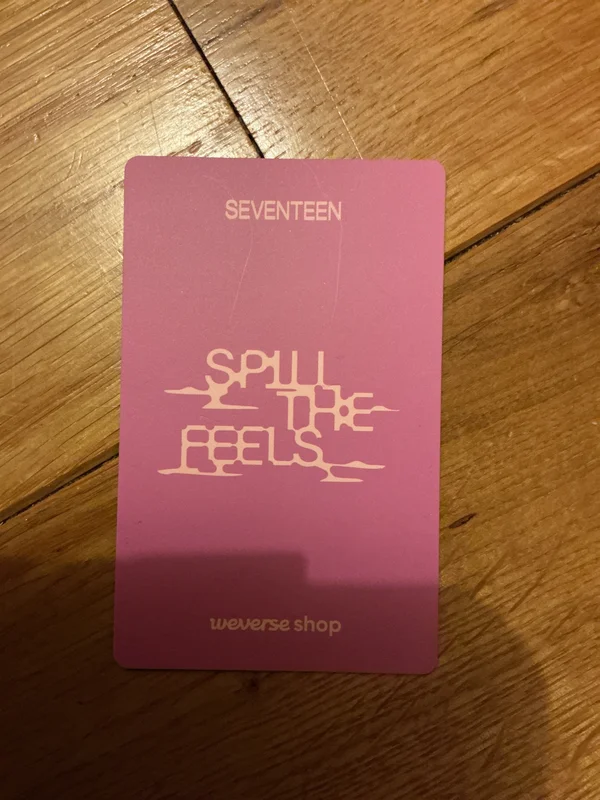 SEVENTEEN
SPILL
THE
FEELS
weverse shop